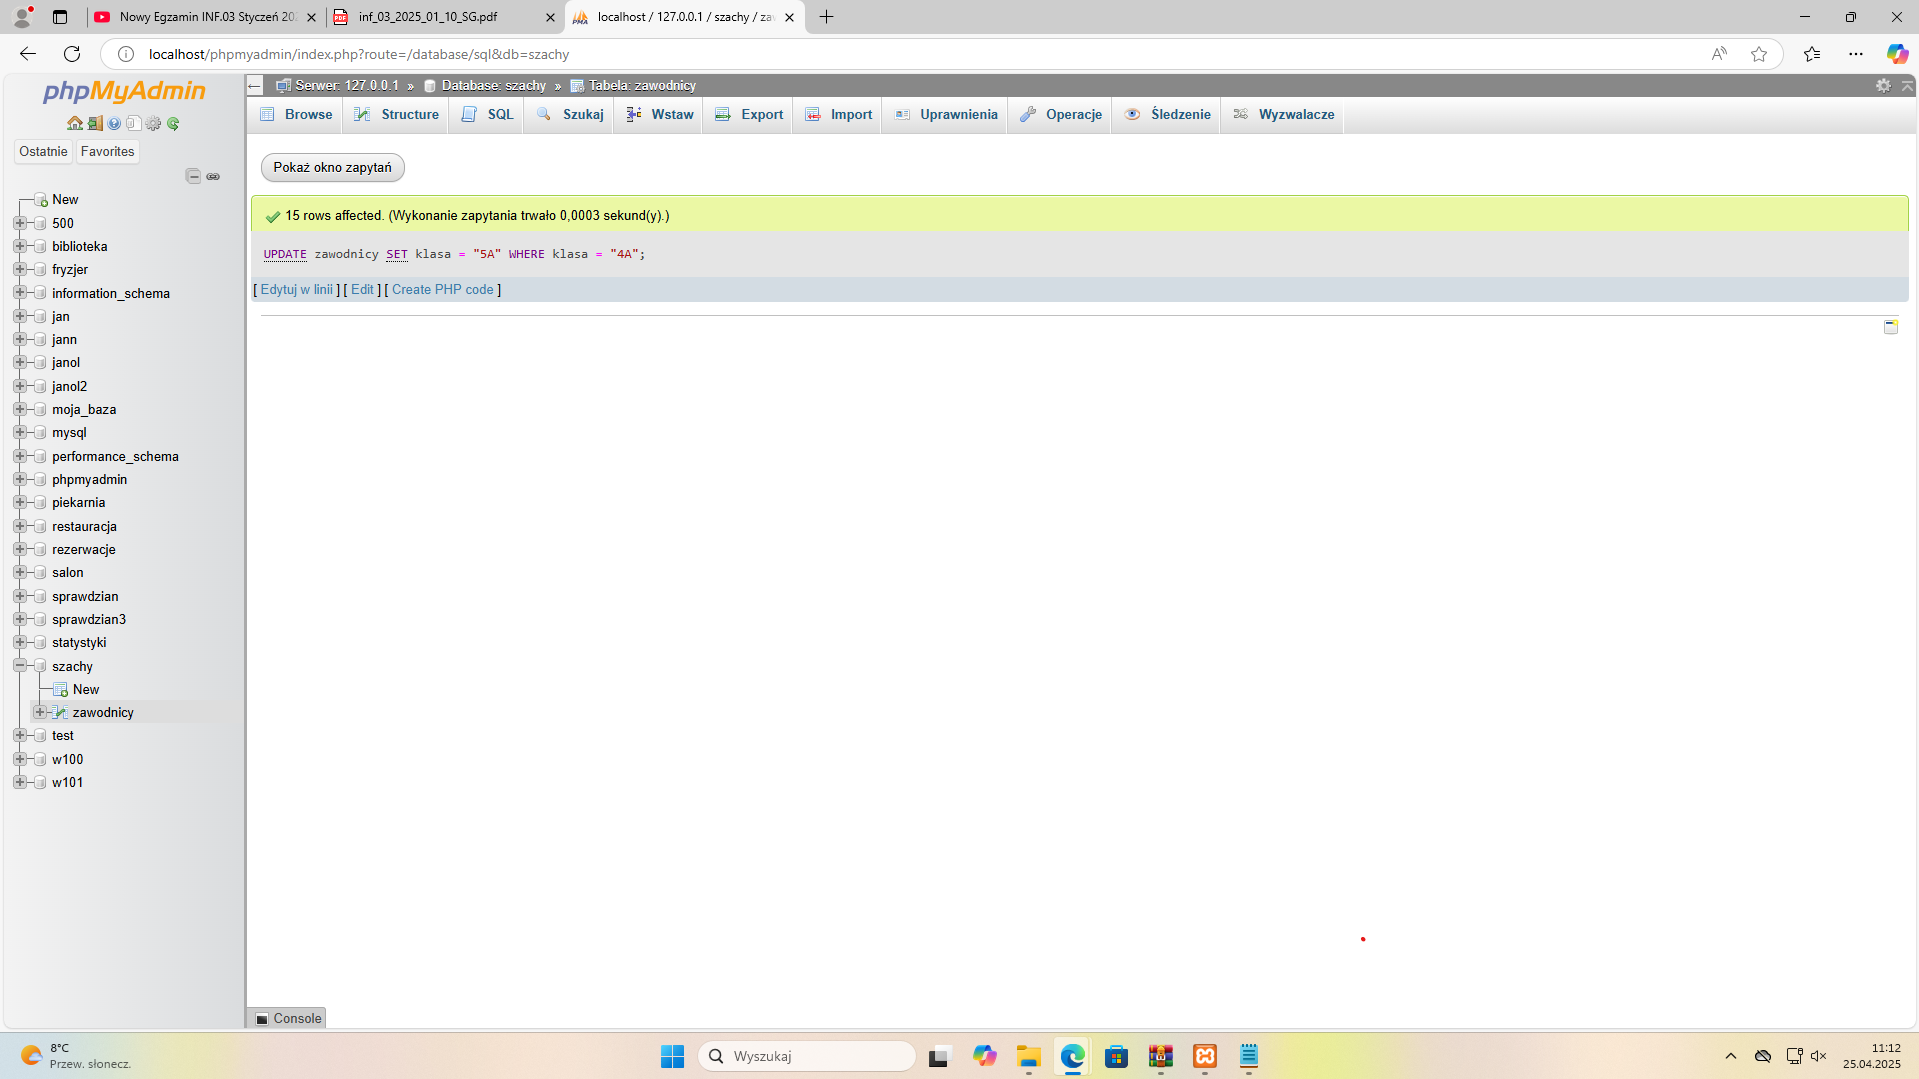 Nowy Egzamin INF.03 Styczeń 202
inf_03_2025_01_10_SG.pdf
localhost / 127.0.0.1 / szachy / zaw
localhost/phpmyadmin/index.php?route=/database/sql&db=szachy
phpMyAdmin
Ostatnie
Favorites
New
500
biblioteka
fryzjer
information_schema
jan
jann
janol
janol2
moja_baza
mysql
performance_schema
phpmyadmin
piekarnia
restauracja
rezerwacje
salon
sprawdzian
sprawdzian3
statystyki
szachy
New
zawodnicy
test
w100
w101
Serwer: 127.0.0.1 » Database: szachy » Tabela: zawodnicy
Browse
Structure
SQL
Szukaj
Wstaw
Export
Import
Uprawnienia
Operacje
Śledzenie
Wyzwalacze
Pokaż okno zapytań
15 rows affected. (Wykonanie zapytania trwało 0,0003 sekund(y).)
UPDATE zawodnicy SET klasa = "5A" WHERE klasa = "4A";
[ Edytuj w linii ] [ Edit ] [ Create PHP code ]
Console
8°C
Przew. słonecz.
Wyszukaj
11:12
25.04.2025